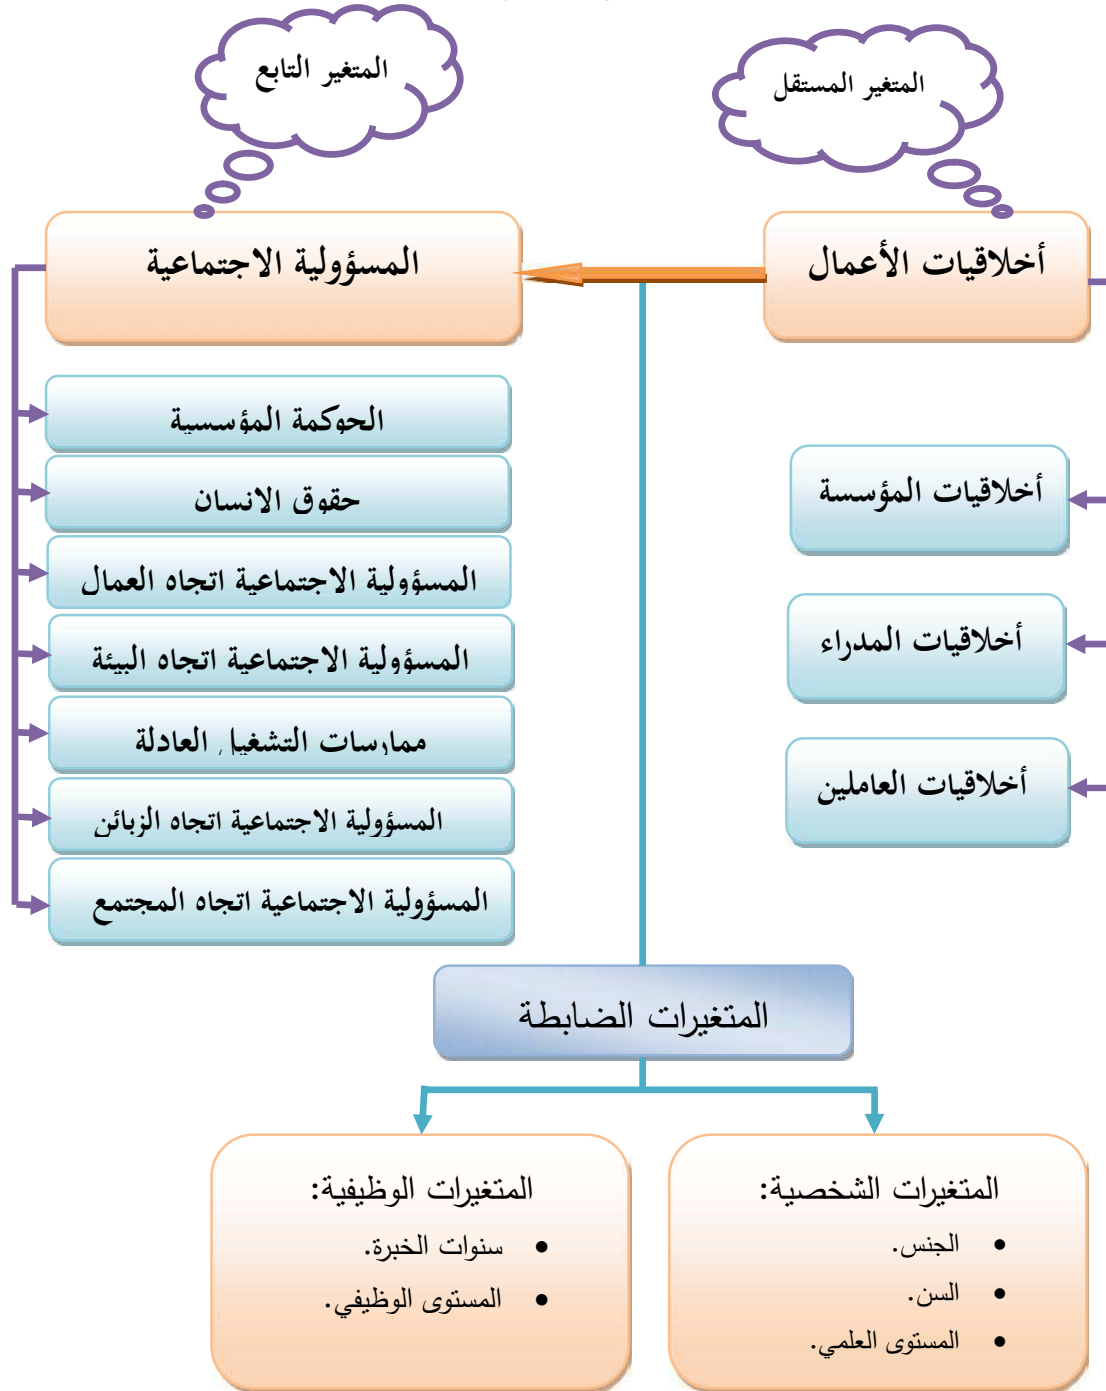 المتغير المستقل
المتغير التابع
أخلاقيات الأعمال
المسؤولية الاجتماعية
أخلاقيات المؤسسة
أخلاقيات المدراء
أخلاقيات العاملين
الحوكمة المؤسسية
حقوق الانسان
المسؤولية الاجتماعية اتجاه العمال
المسؤولية الاجتماعية اتجاه البيئة
ممارسات التشغيل العادلة
المسؤولية الاجتماعية اتجاه الزبائن
المسؤولية الاجتماعية اتجاه المجتمع
المتغيرات الضابطة
المتغيرات الشخصية:
• الجنس.
• السن.
• المستوى العلمي.
المتغيرات الوظيفية:
• سنوات الخبرة.
• المستوى الوظيفي.